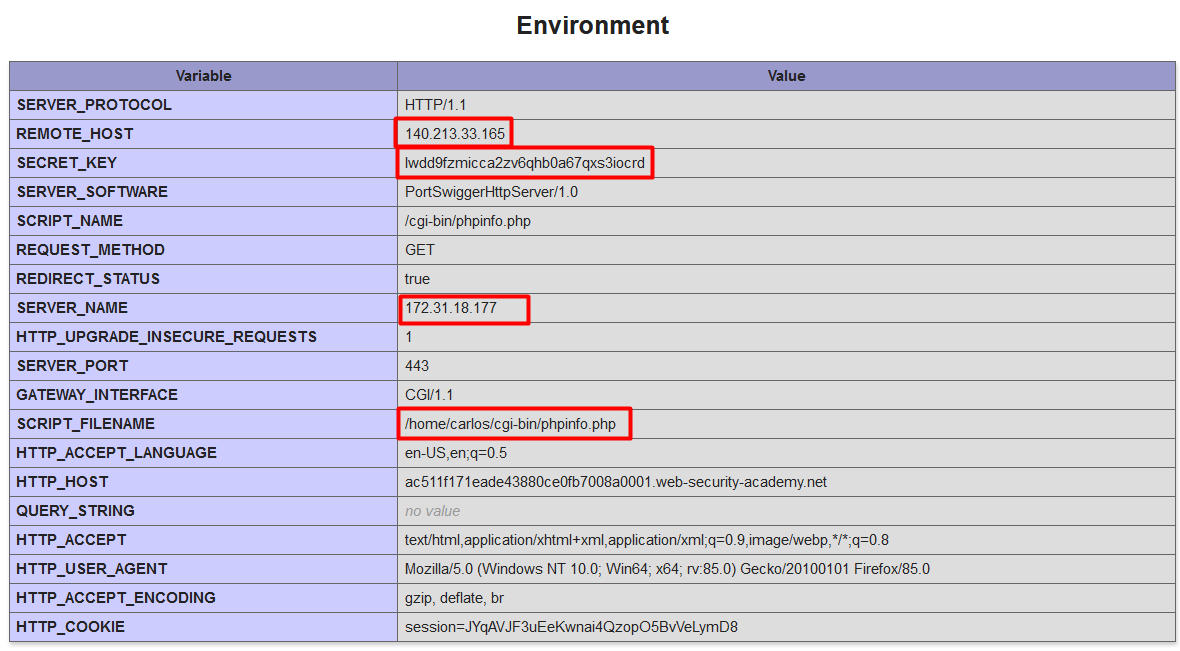 Environment
Variable Value
SERVER_PROTOCOL HTTP/1.1
REMOTE_HOST 140.213.33.165
SECRET_KEY lwdd9fzmicca2zv6qhb0a67qxs3iocrd
SERVER_SOFTWARE PortSwiggerHttpServer/1.0
SCRIPT_NAME /cgi-bin/phpinfo.php
REQUEST_METHOD GET
REDIRECT_STATUS true
SERVER_NAME 172.31.18.177
HTTP_UPGRADE_INSECURE_REQUESTS 1
SERVER_PORT 443
GATEWAY_INTERFACE CGI/1.1
SCRIPT_FILENAME /home/carlos/cgi-bin/phpinfo.php
HTTP_ACCEPT_LANGUAGE en-US,en;q=0.5
HTTP_HOST ac511f171eade43880ce0fb7008a0001.web-security-academy.net
QUERY_STRING no value
HTTP_ACCEPT text/html,application/xhtml+xml,application/xml;q=0.9,image/webp,*/*;q=0.8
HTTP_USER_AGENT Mozilla/5.0 (Windows NT 10.0; Win64; x64; rv:85.0) Gecko/20100101 Firefox/85.0
HTTP_ACCEPT_ENCODING gzip, deflate, br
HTTP_COOKIE session=JYqAVJF3uEeKwnai4QzopO5BvVeLymD8